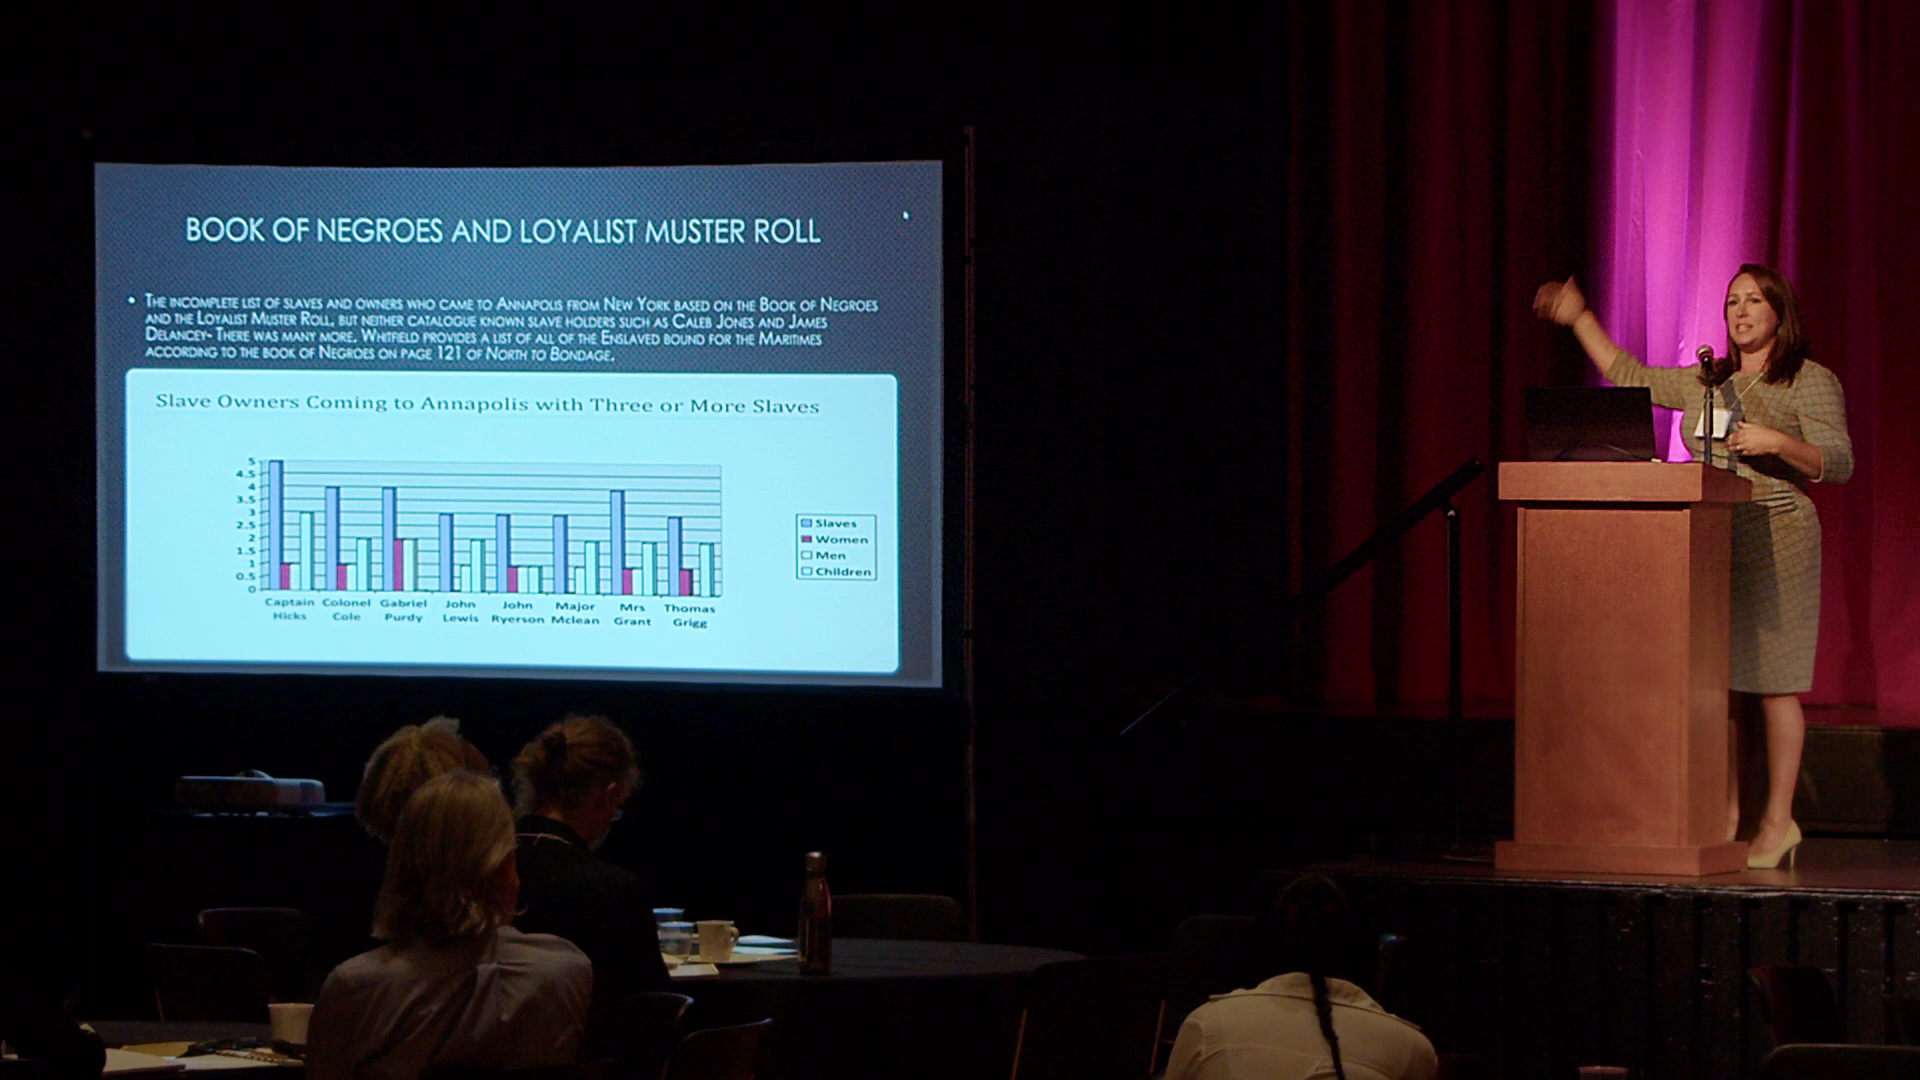 BOOK OF NEGROES AND LOYALIST MUSTER ROLL
• THE INCOMPLETE LIST OF SLAVES AND OWNERS WHO CAME TO ANNAPOLIS FROM NEW YORK BASED ON THE BOOK OF NEGROES
AND THE LOYALIST MUSTER ROLL, BUT NEITHER CATALOGUE KNOWN SLAVE HOLDERS SUCH AS CALEB JONES AND JAMES
DELANCEY- THERE WAS MANY MORE. WHITFIELD PROVIDES A LIST OF ALL OF THE ENSLAVED BOUND FOR THE MARITIMES
ACCORDING TO THE BOOK OF NEGROES ON PAGE 121 OF NORTH TO BONDAGE.
Slave Owners Coming to Annapolis with Three or More Slaves
5
4.5
4
3.5
3
2.5
2
1.5
1
0.5
0
Captain Colonel Gabriel John John Major Mrs Thomas
Hicks Cole Purdy Lewis Ryerson Mclean Grant Grigg
Slaves
Women
Men
Children